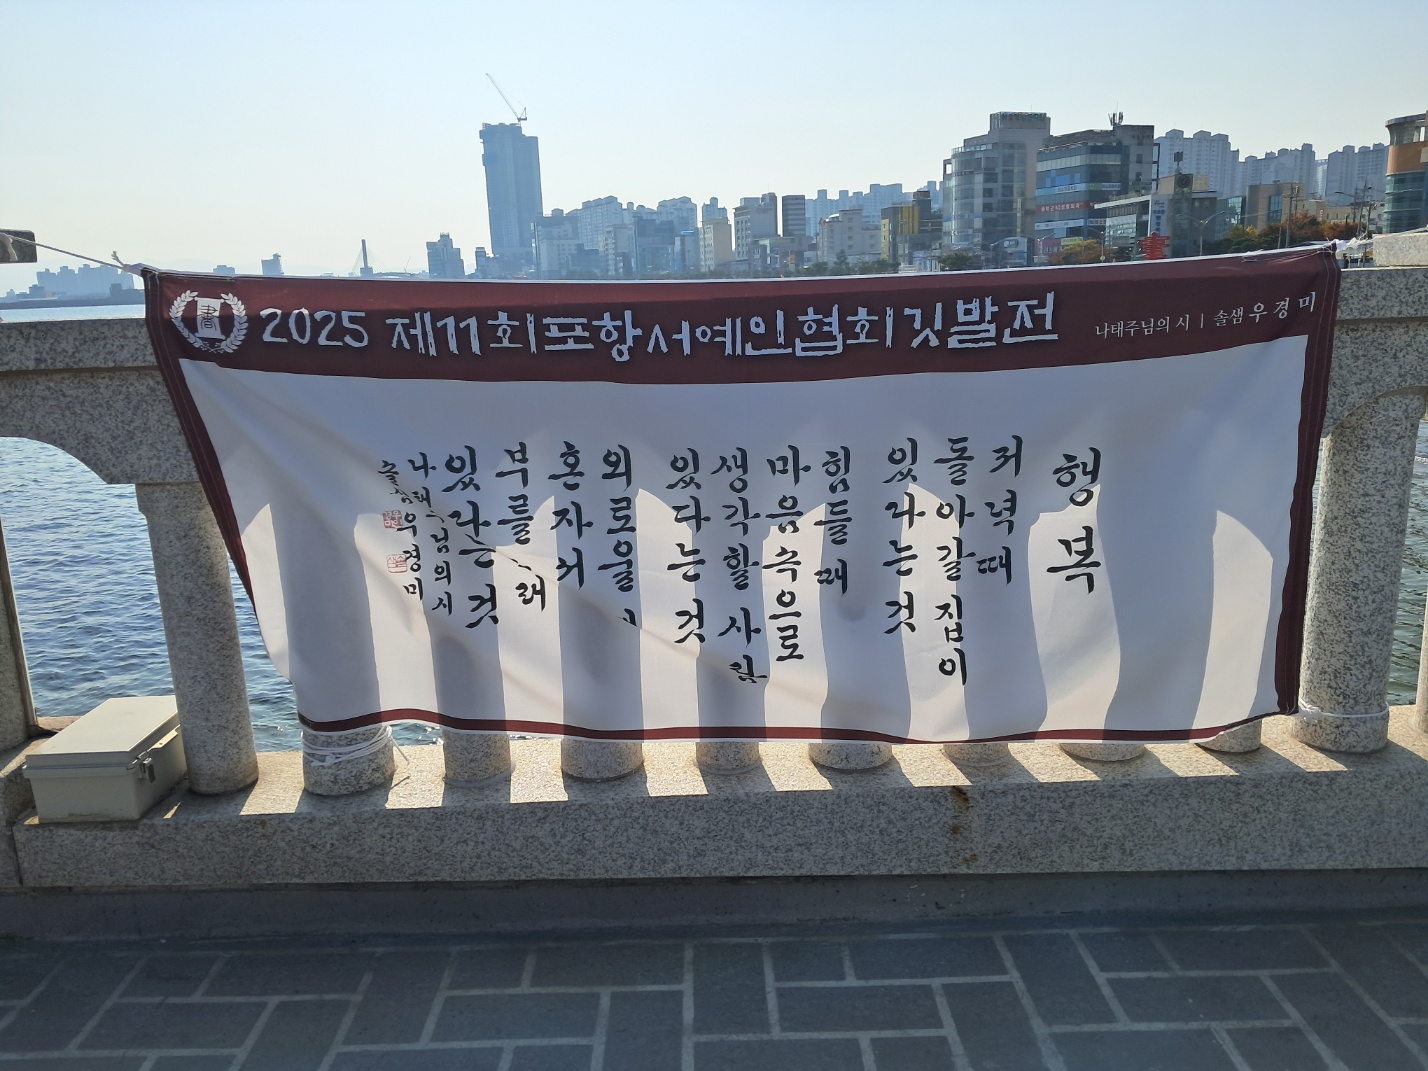 2025 제11회포항서예인협회깃발전
나태주님의 시 | 솔샘 우경미
행복
저녁때
돌아갈 집이
있다는것
힘들때
마음속으로
생각할 사람
있다는것
외로울
혼자서
부를 노래
있다는것
나태주님의 시
솔샘 우경미